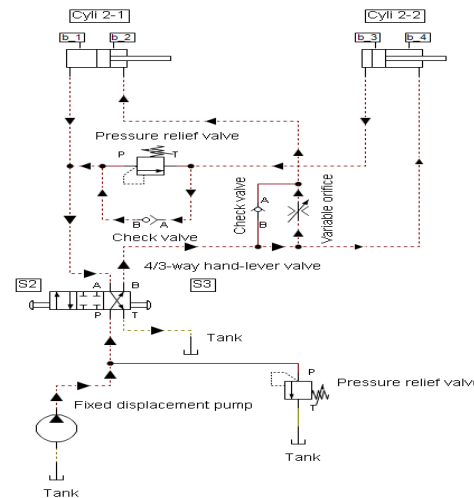 Cyli 2-1
Cyli 2-2
b_1 b_2
b_3 b_4
Pressure relief valve
P T
Check valve
A
B
Variable orifice
B A
Check valve
4/3-way hand-lever valve
S2
A B
S3
P T
Tank
P
Pressure relief valve
T
Fixed displacement pump
Tank
Tank